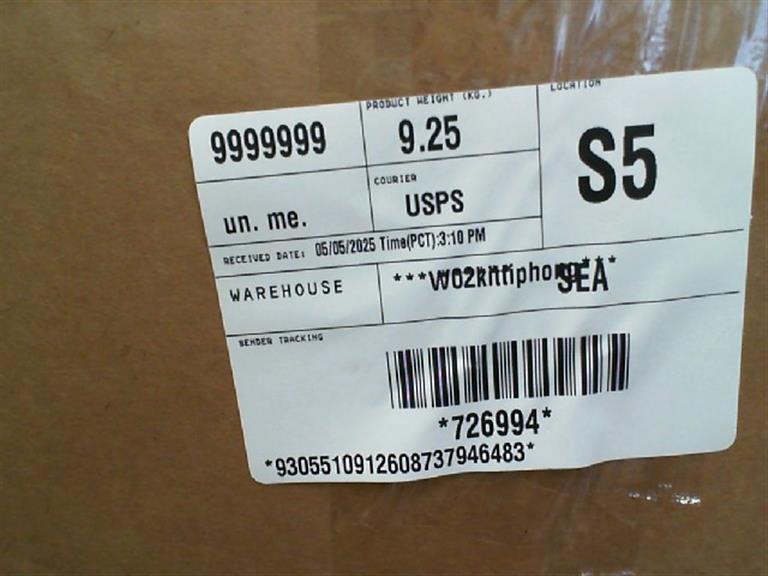 PRODUCT WEIGHT (KG.)
LOCATION
9999999
9.25
S5
COURIER
un. me.
USPS
RECEIVED DATE: 05/05/2025 Time(PCT):3:10 PM
WAREHOUSE
SEA
SENDER TRACKING
*726994*
*9305510912608737946483*